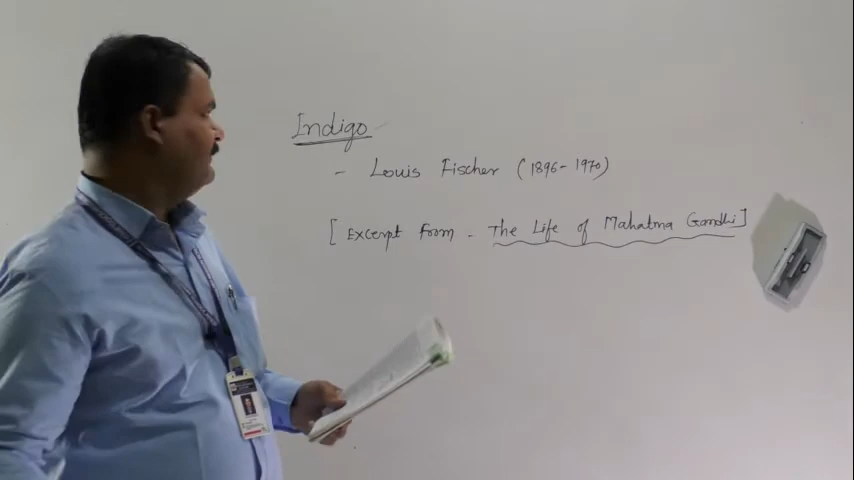 Indigo
- Louis Fischer (1896-1970)
[Excerpt form - The Life of Mahatma Gandhi]